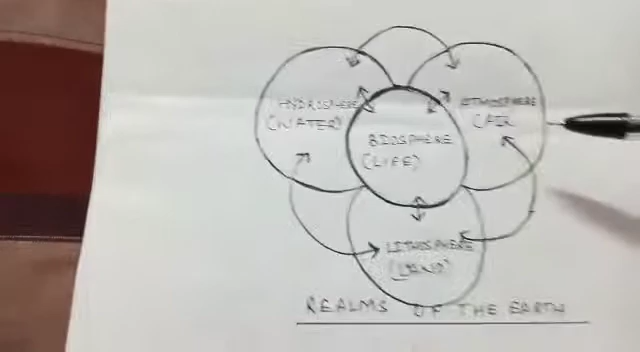 HYDROSPHERE
(WATER)
ATMOSPHERE
(AIR
BIOSPHERE
(LIFE)
LITHOSPHERE
(LAND)
REALMS OF THE EARTH